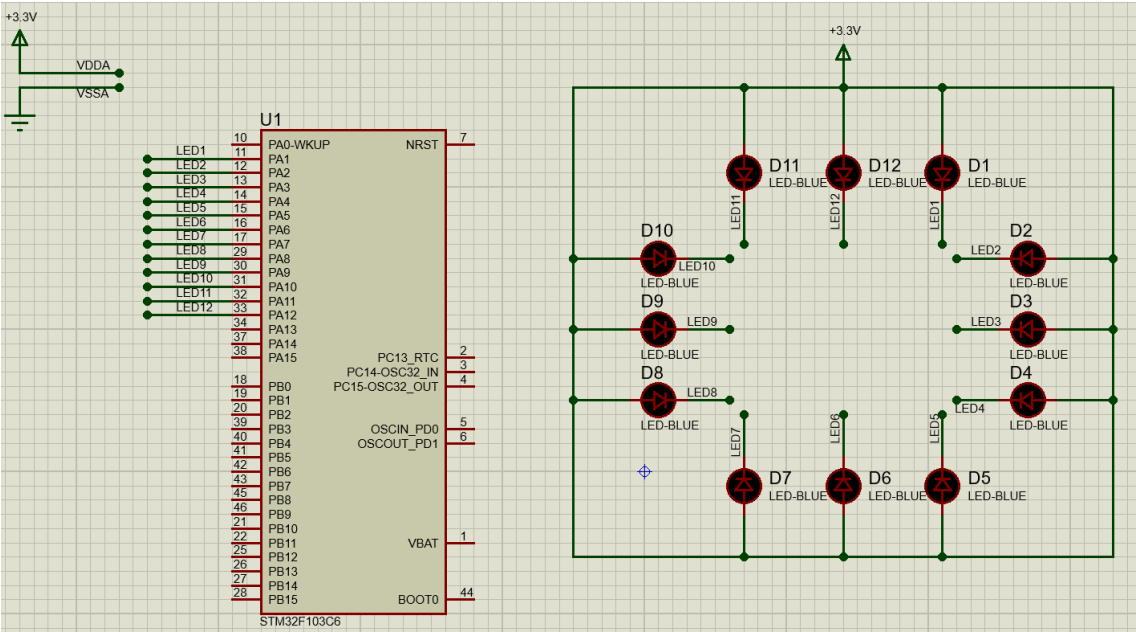 +3.3V
VDDA
VSSA
U1
10 PA0-WKUP NRST 7
LED1 11 PA1
LED2 12 PA2
LED3 13 PA3
LED4 14 PA4
LED5 15 PA5
LED6 16 PA6
LED7 17 PA7
LED8 29 PA8
LED9 30 PA9
LED10 31 PA10
LED11 32 PA11
LED12 33 PA12
34 PA13
37 PA14
38 PA15 PC13_RTC 2
PC14-OSC32_IN 3
18 PB0 PC15-OSC32_OUT 4
19 PB1
20 PB2
39 PB3 OSCIN_PD0 5
40 PB4 OSCOUT_PD1 6
41 PB5
42 PB6
43 PB7
45 PB8
46 PB9
21 PB10
22 PB11 VBAT 1
25 PB12
26 PB13
27 PB14
28 PB15 BOOT0 44
STM32F103C6
+3.3V
D11
LED-BLUE
LED11
D12
LED-BLUE
LED12
D1
LED-BLUE
LED1
D10
LED10
LED-BLUE
D2
LED2
LED-BLUE
D9
LED9
LED-BLUE
D3
LED3
LED-BLUE
D8
LED8
LED-BLUE
D4
LED4
LED-BLUE
LED7
D7
LED-BLUE
LED6
D6
LED-BLUE
LED5
D5
LED-BLUE